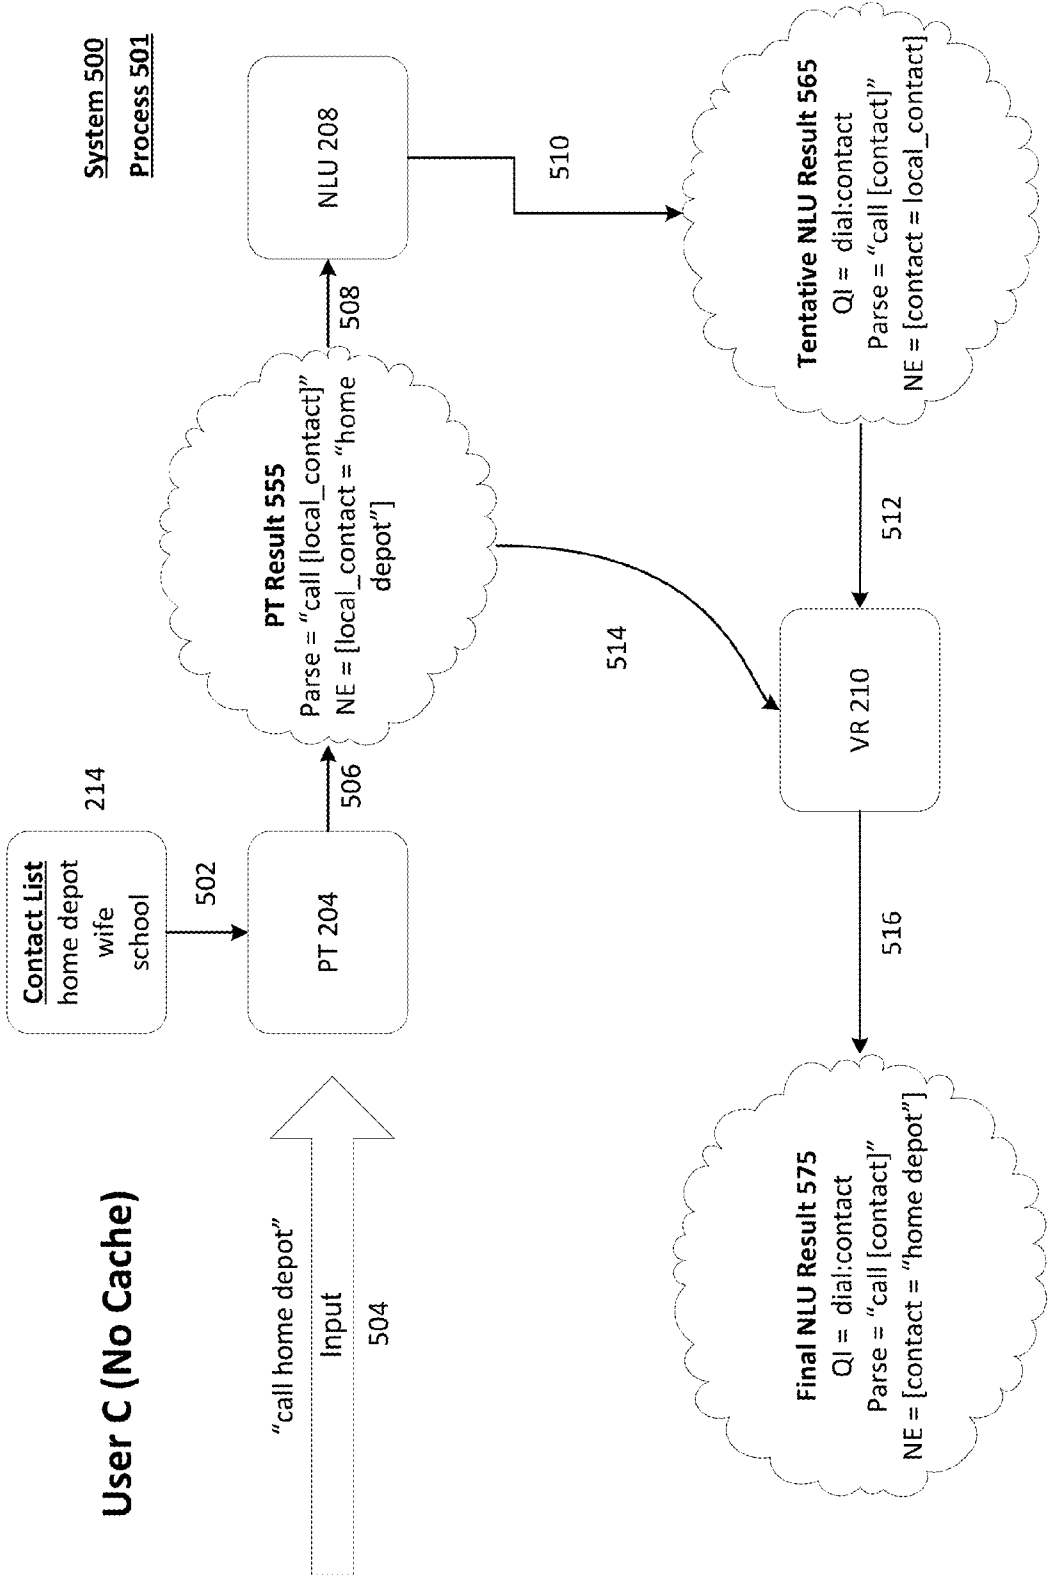 System 500
Process 501
User C (No Cache)
Contact List
home depot
wife
school
214
502
"call home depot"
Input
504
PT 204
506
PT Result 555
Parse = "call [local_contact]"
NE = [local_contact = "home
depot"]
508
NLU 208
510
514
Tentative NLU Result 565
QI = dial:contact
Parse = "call [contact]"
NE = [contact = local_contact]
512
VR 210
516
Final NLU Result 575
QI = dial:contact
Parse = "call [contact]"
NE = [contact = "home depot"]